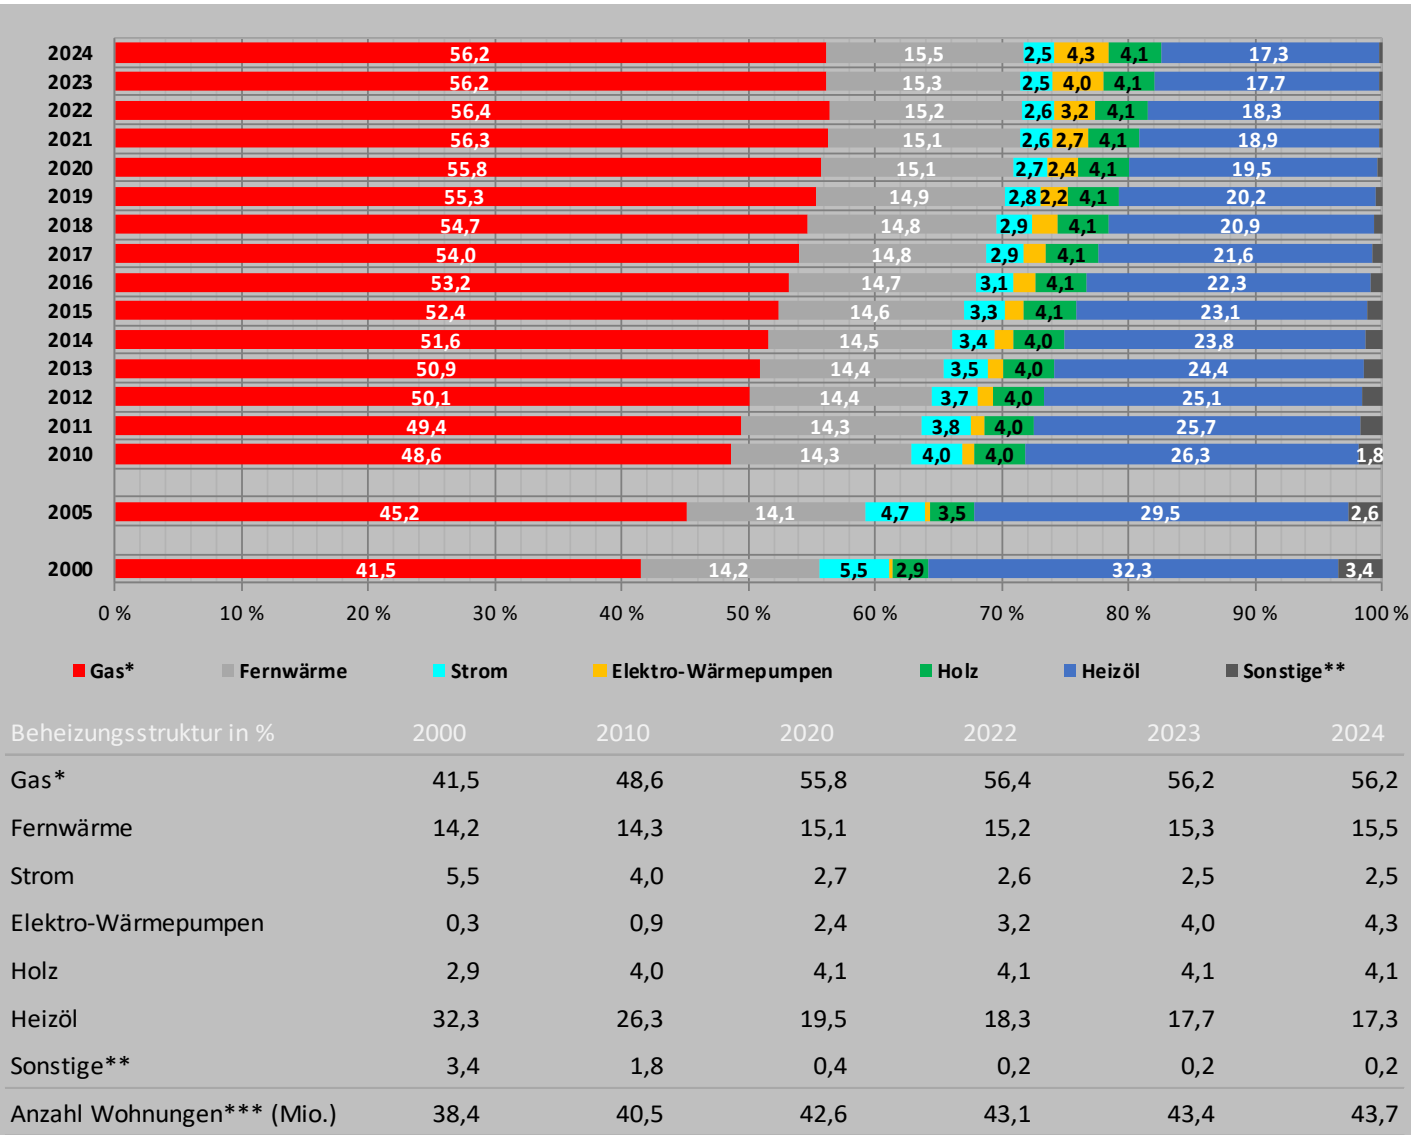 2024 56,2 15,5 2,5 4,3 4,1 17,3
2023 56,2 15,3 2,5 4,0 4,1 17,7
2022 56,4 15,2 2,6 3,2 4,1 18,3
2021 56,3 15,1 2,6 2,7 4,1 18,9
2020 55,8 15,1 2,7 2,4 4,1 19,5
2019 55,3 14,9 2,8 2,2 4,1 20,2
2018 54,7 14,8 2,9 4,1 20,9
2017 54,0 14,8 2,9 4,1 21,6
2016 53,2 14,7 3,1 4,1 22,3
2015 52,4 14,6 3,3 4,1 23,1
2014 51,6 14,5 3,4 4,0 23,8
2013 50,9 14,4 3,5 4,0 24,4
2012 50,1 14,4 3,7 4,0 25,1
2011 49,4 14,3 3,8 4,0 25,7
2010 48,6 14,3 4,0 4,0 26,3 1,8
2005 45,2 14,1 4,7 3,5 29,5 2,6
2000 41,5 14,2 5,5 2,9 32,3 3,4
0 % 10 % 20 % 30 % 40 % 50 % 60 % 70 % 80 % 90 % 100 %
Gas* Fernwärme Strom Elektro-Wärmepumpen Holz Heizöl Sonstige**
Beheizungsstruktur in % 2000 2010 2020 2022 2023 2024
Gas* 41,5 48,6 55,8 56,4 56,2 56,2
Fernwärme 14,2 14,3 15,1 15,2 15,3 15,5
Strom 5,5 4,0 2,7 2,6 2,5 2,5
Elektro-Wärmepumpen 0,3 0,9 2,4 3,2 4,0 4,3
Holz 2,9 4,0 4,1 4,1 4,1 4,1
Heizöl 32,3 26,3 19,5 18,3 17,7 17,3
Sonstige** 3,4 1,8 0,4 0,2 0,2 0,2
Anzahl Wohnungen*** (Mio.) 38,4 40,5 42,6 43,1 43,4 43,7